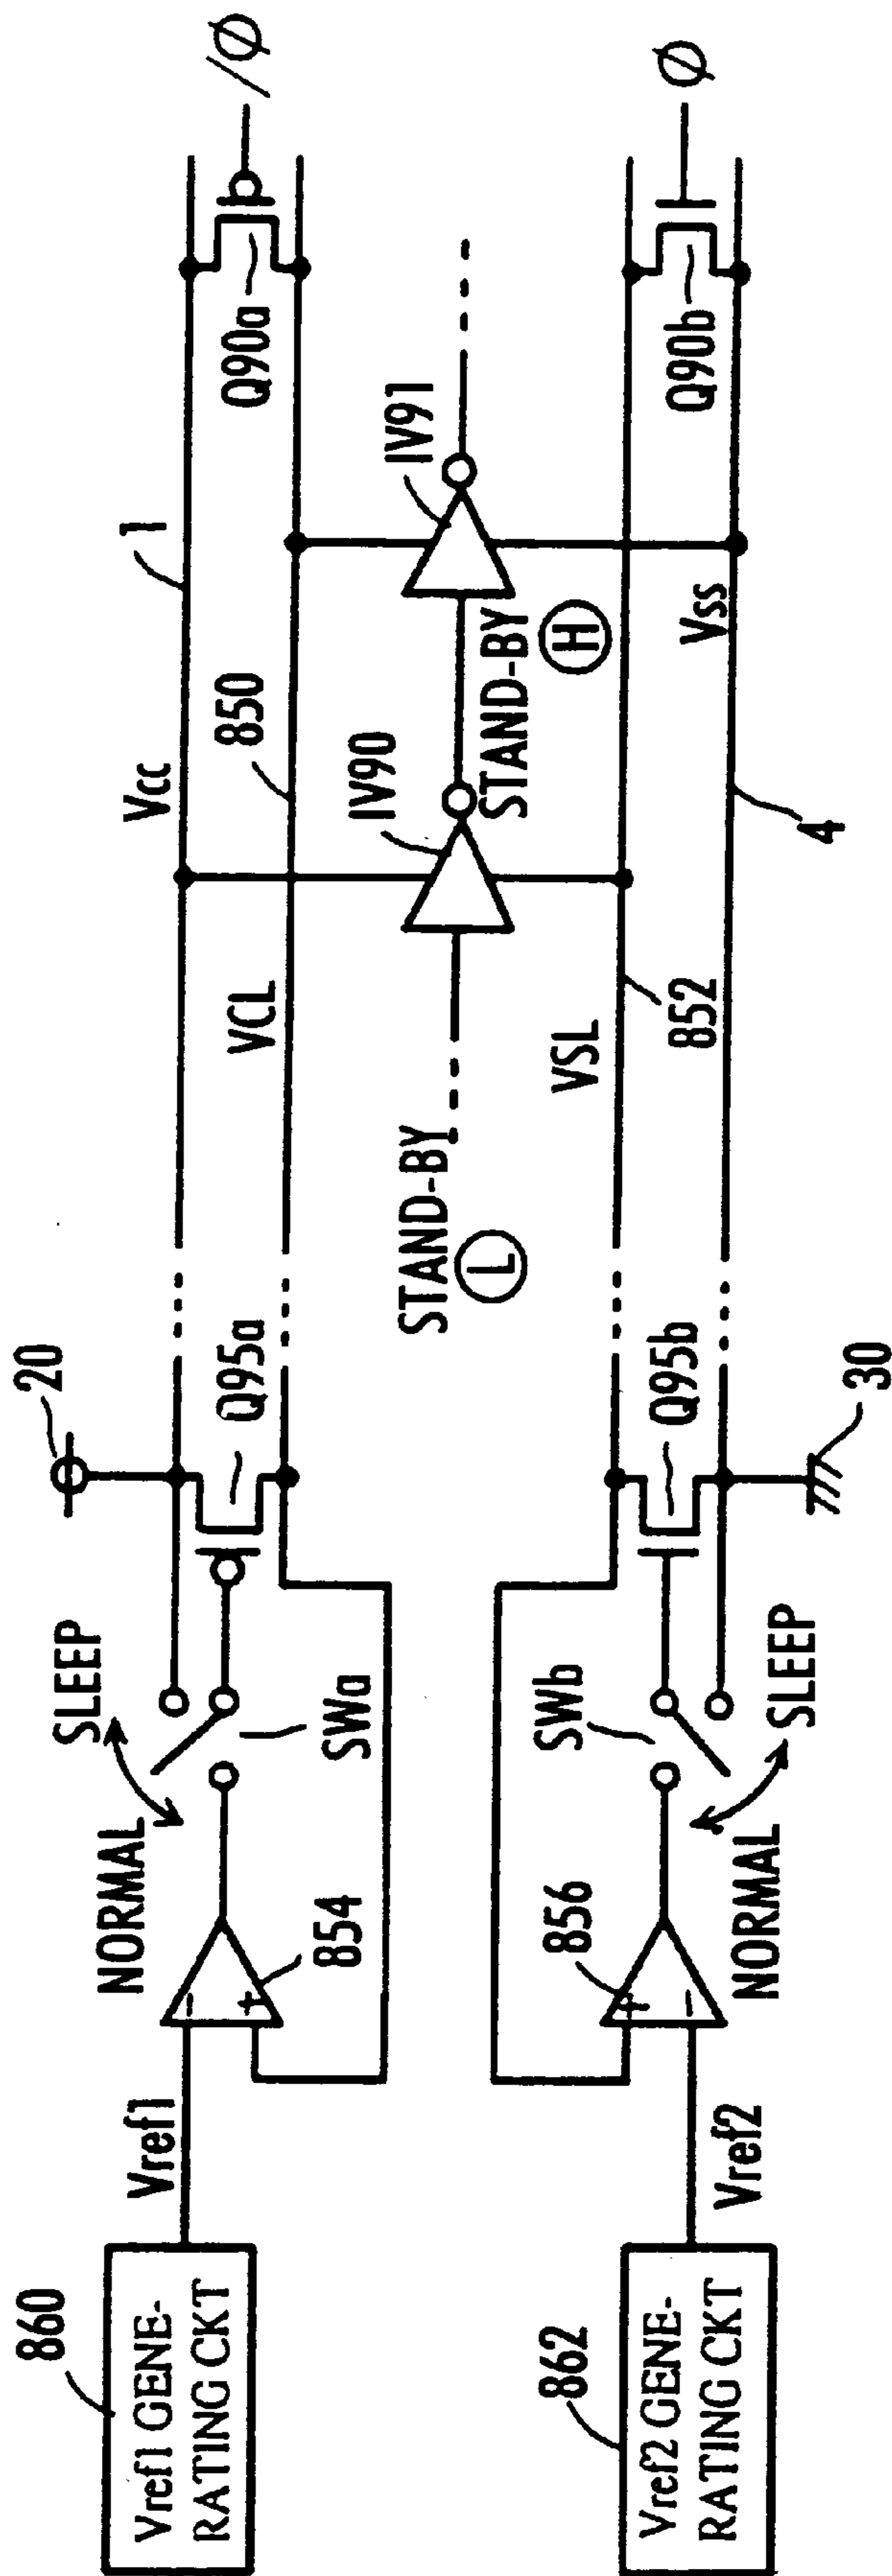 860
Vref1 GENE-
RATING CKT
Vref1
NORMAL
SLEEP
854
SWa
20
Q95a
Vcc
1
VCL
850
Q90a
/Ø
STAND-BY
L
IV90
STAND-BY
H
IV91
862
Vref2 GENE-
RATING CKT
Vref2
856
NORMAL
SLEEP
SWb
Q95b
30
VSL
852
4
Vss
Q90b
Ø